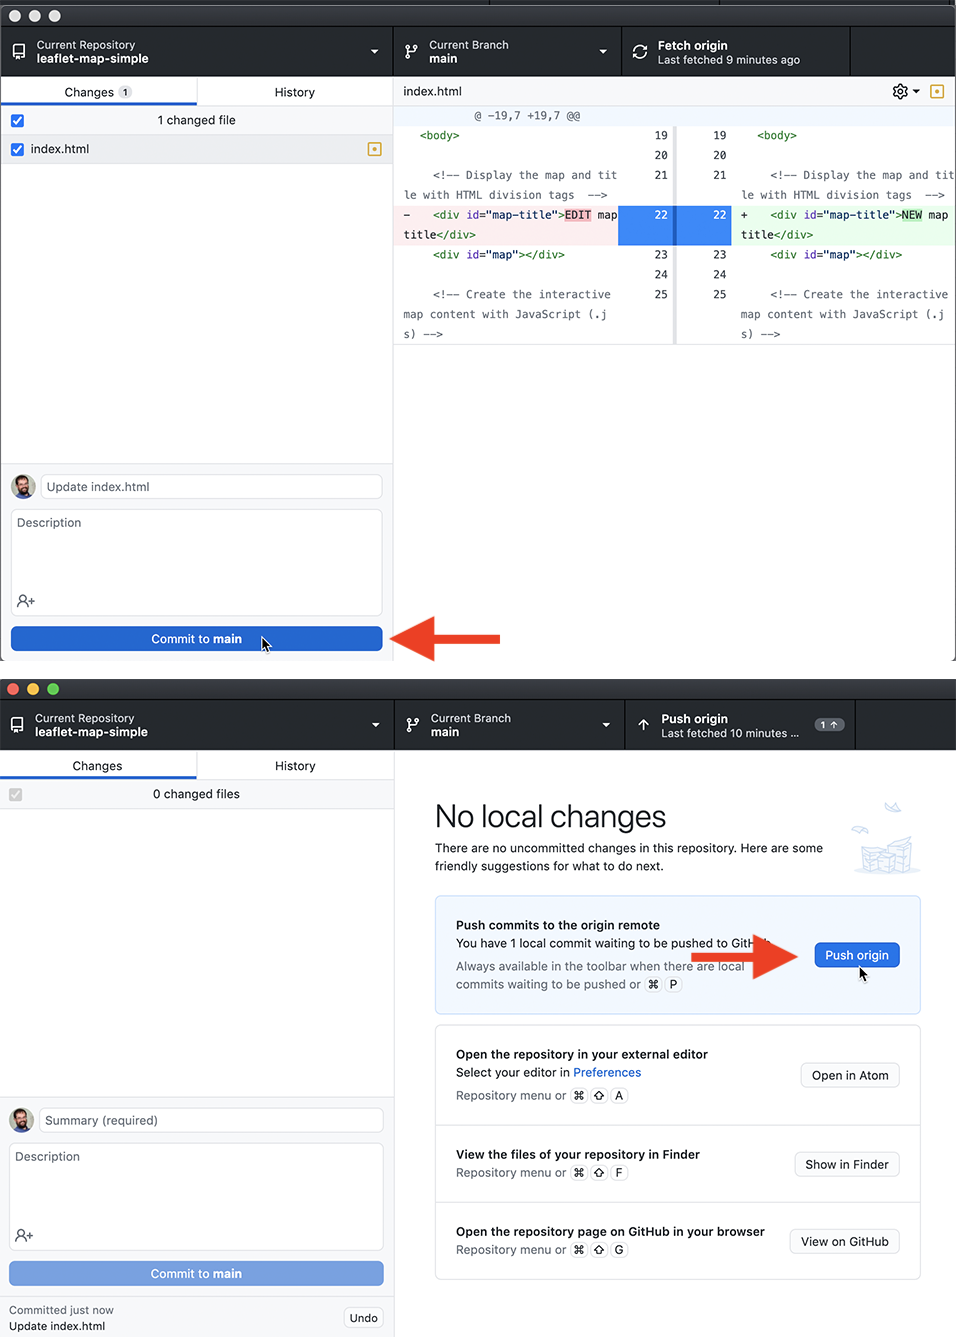 Current Repository
leaflet-map-simple
Current Branch
main
Fetch origin
Last fetched 9 minutes ago
Changes 1
History
index.html
1 changed file
index.html
@ -19,7 +19,7 @@
<body> 19
20
<!-- Display the map and tit 21
le with HTML division tags -->
- <div id="map-title">EDIT map 22
title</div>
<div id="map"></div> 23
24
<!-- Create the interactive 25
map content with JavaScript (.j
s) -->
19 <body>
20
21 <!-- Display the map and tit
le with HTML division tags -->
22 + <div id="map-title">NEW map
title</div>
23 <div id="map"></div>
24
25 <!-- Create the interactive
map content with JavaScript (.j
s) -->
Update index.html
Description
Commit to main
Current Repository
leaflet-map-simple
Current Branch
main
Push origin
Last fetched 10 minutes ...
1 ↑
Changes
History
0 changed files
No local changes
There are no uncommitted changes in this repository. Here are some
friendly suggestions for what to do next.
Push commits to the origin remote
You have 1 local commit waiting to be pushed to
Always available in the toolbar when there are local
commits waiting to be pushed or ⌘ P
Push origin
Open the repository in your external editor
Select your editor in Preferences
Repository menu or ⌘ ⇧ A
Open in Atom
View the files of your repository in Finder
Repository menu or ⌘ ⇧ F
Show in Finder
Open the repository page on GitHub in your browser
Repository menu or ⌘ ⇧ G
View on GitHub
Summary (required)
Description
Commit to main
Committed just now
Update index.html
Undo